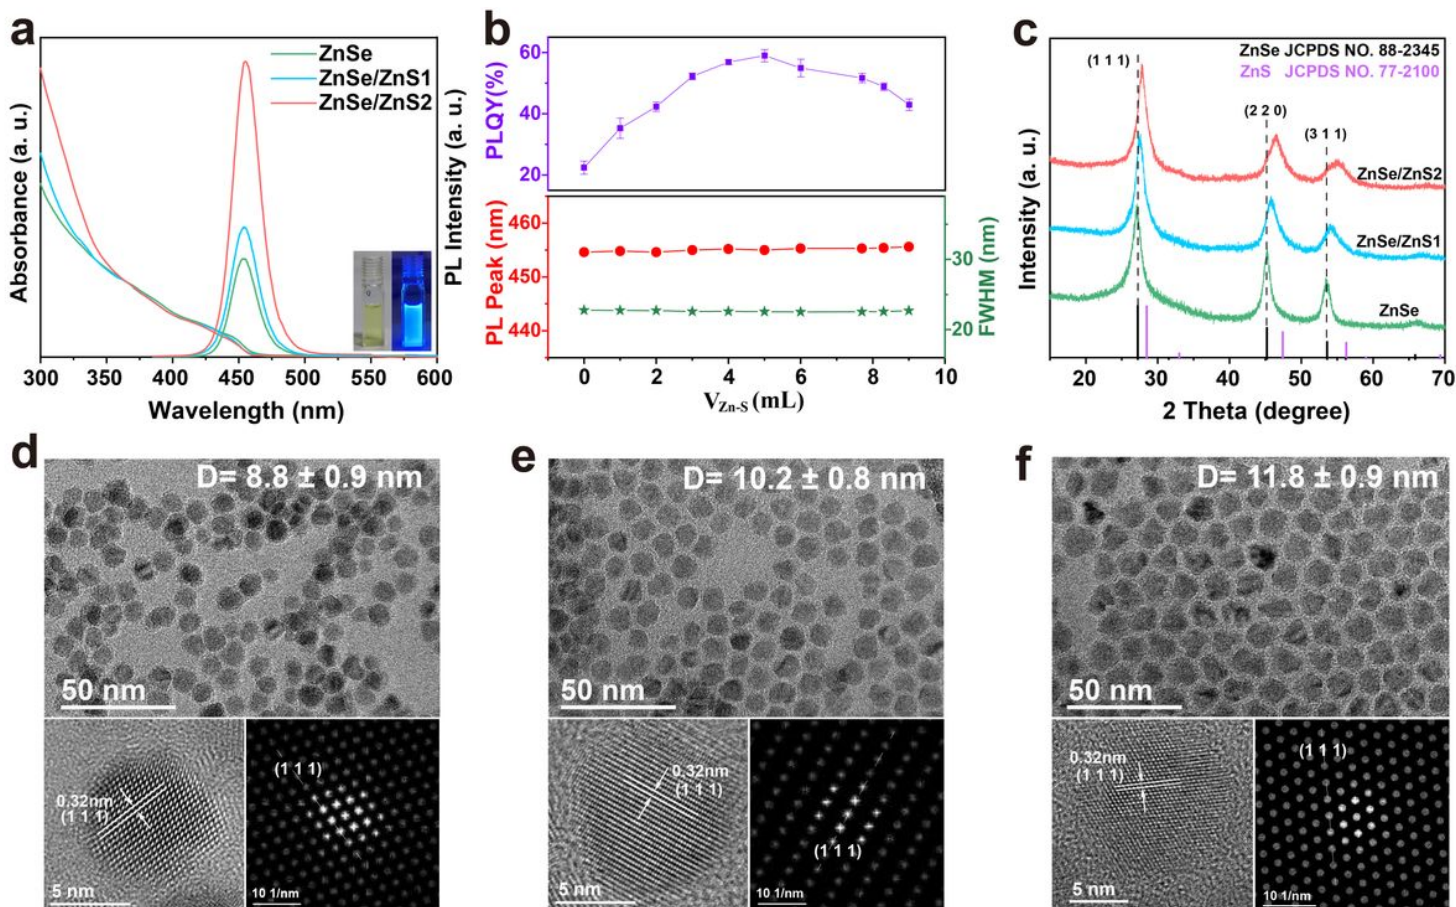 a
ZnSe
ZnSe/ZnS1
ZnSe/ZnS2
Absorbance (a. u.)
PL Intensity (a. u.)
300 350 400 450 500 550 600
Wavelength (nm)
b
60
40
20
PLQY(%)
460
450
440
PL Peak (nm)
30
20
FWHM (nm)
0 2 4 6 8 10
V_Zn-S (mL)
c
ZnSe JCPDS NO. 88-2345
ZnS JCPDS NO. 77-2100
(1 1 1)
(2 2 0)
(3 1 1)
ZnSe/ZnS2
ZnSe/ZnS1
ZnSe
Intensity (a. u.)
20 30 40 50 60 70
2 Theta (degree)
d
D= 8.8 ± 0.9 nm
50 nm
0.32nm
(1 1 1)
5 nm
(1 1 1)
10 1/nm
e
D= 10.2 ± 0.8 nm
50 nm
0.32nm
(1 1 1)
5 nm
(1 1 1)
10 1/nm
f
D= 11.8 ± 0.9 nm
50 nm
0.32nm
(1 1 1)
5 nm
(1 1 1)
10 1/nm